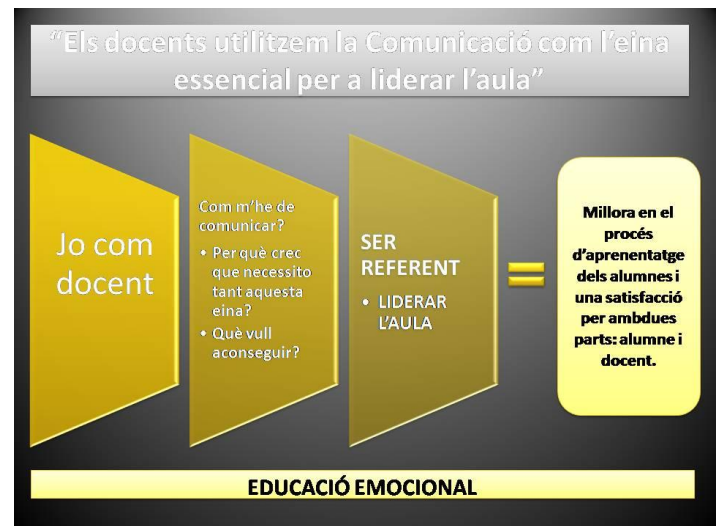 "Els docents utilitzem la Comunicació com l'eina
essencial per a liderar l'aula"
Jo com
docent
Com m'he de
comunicar?
• Per què crec
que necessito
tant aquesta
eina?
• Què vull
aconseguir?
SER
REFERENT
• LIDERAR
L'AULA
=
Millora en el
procés
d'aprenentatge
dels alumnes i
una satisfacció
per ambdues
parts: alumne i
docent.
EDUCACIÓ EMOCIONAL